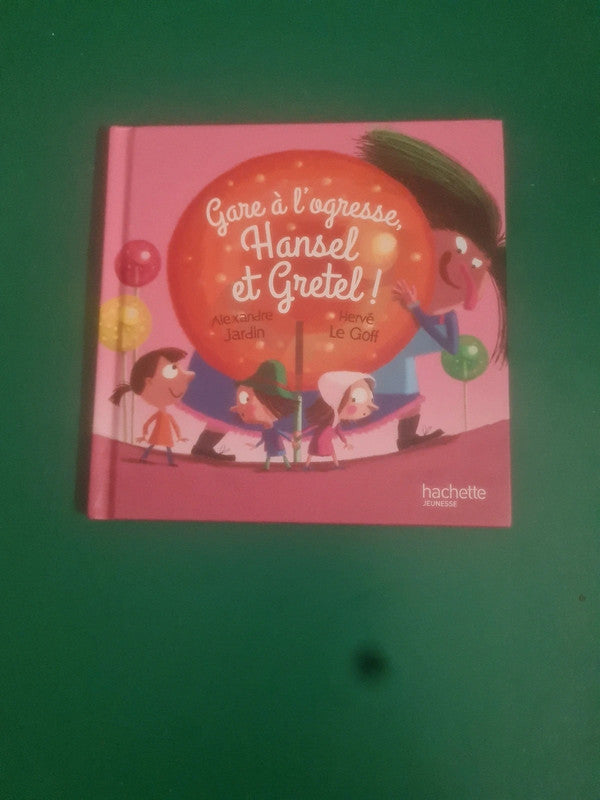 Gare à l'ogresse,
Hansel
et Gretel !
Alexandre
Jardin
Hervé
Le Goff
hachette
JEUNESSE